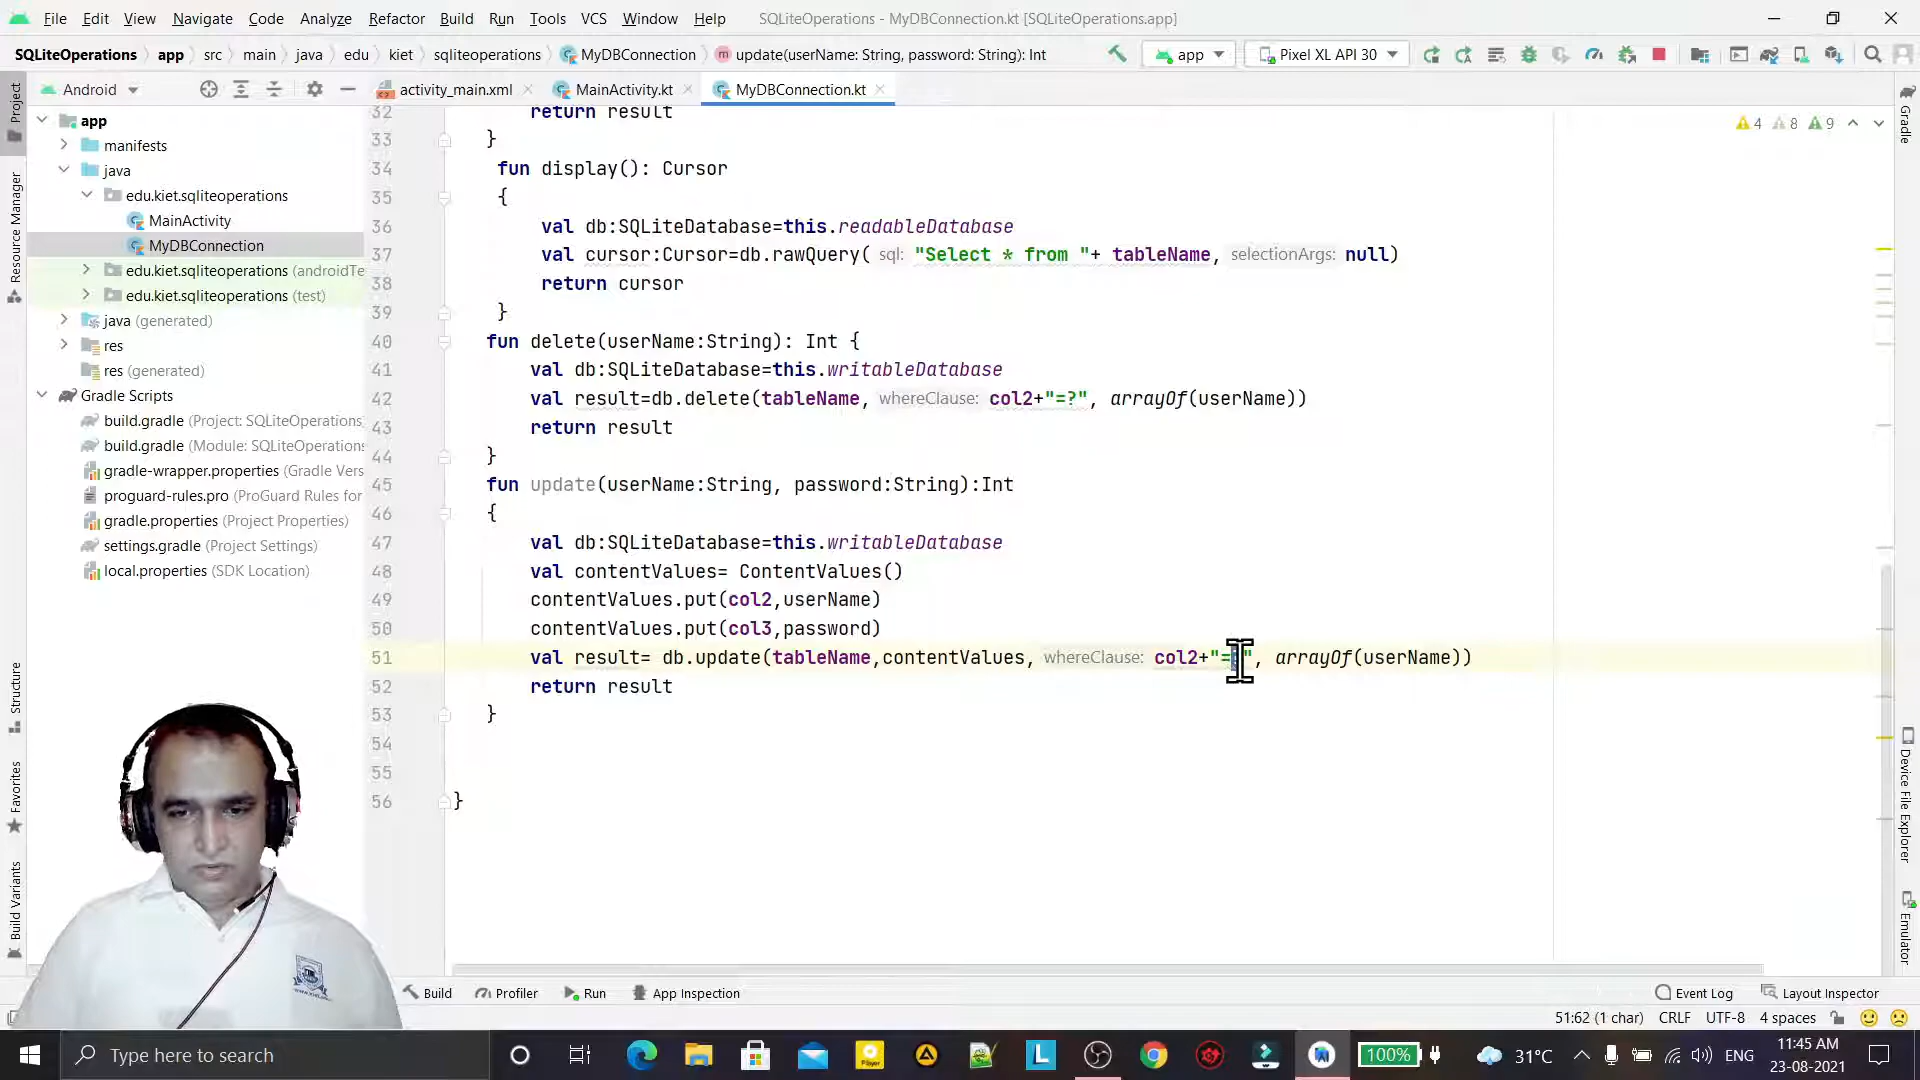 File Edit View Navigate Code Analyze Refactor Build Run Tools VCS Window Help SQLiteOperations - MyDBConnection.kt [SQLiteOperations.app]
SQLiteOperations app src main java edu kiet sqliteoperations MyDBConnection update(userName: String, password: String): Int app Pixel XL API 30
Android activity_main.xml MainActivity.kt MyDBConnection.kt
Project
Resource Manager
Structure
Favorites
Build Variants
app
manifests
java
edu.kiet.sqliteoperations
MainActivity
MyDBConnection
edu.kiet.sqliteoperations (androidTe
edu.kiet.sqliteoperations (test)
java (generated)
res
res (generated)
Gradle Scripts
build.gradle (Project: SQLiteOperations
build.gradle (Module: SQLiteOperations
gradle-wrapper.properties (Gradle Vers
proguard-rules.pro (ProGuard Rules for
gradle.properties (Project Properties)
settings.gradle (Project Settings)
local.properties (SDK Location)
4 8 9
32 return result
33 }
34 fun display(): Cursor
35 {
36 val db:SQLiteDatabase=this.readableDatabase
37 val cursor:Cursor=db.rawQuery( sql: "Select * from "+ tableName, selectionArgs: null)
38 return cursor
39 }
40 fun delete(userName:String): Int {
41 val db:SQLiteDatabase=this.writableDatabase
42 val result=db.delete(tableName, whereClause: col2+"=?", arrayOf(userName))
43 return result
44 }
45 fun update(userName:String, password:String):Int
46 {
47 val db:SQLiteDatabase=this.writableDatabase
48 val contentValues= ContentValues()
49 contentValues.put(col2,userName)
50 contentValues.put(col3,password)
51 val result= db.update(tableName,contentValues, whereClause: col2+"=", arrayOf(userName))
52 return result
53 }
54
55
56 }
Gradle
Device File Explorer
Emulator
Build Profiler Run App Inspection Event Log Layout Inspector
51:62 (1 char) CRLF UTF-8 4 spaces
Type here to search
L
100% 31°C ENG
11:45 AM
23-08-2021